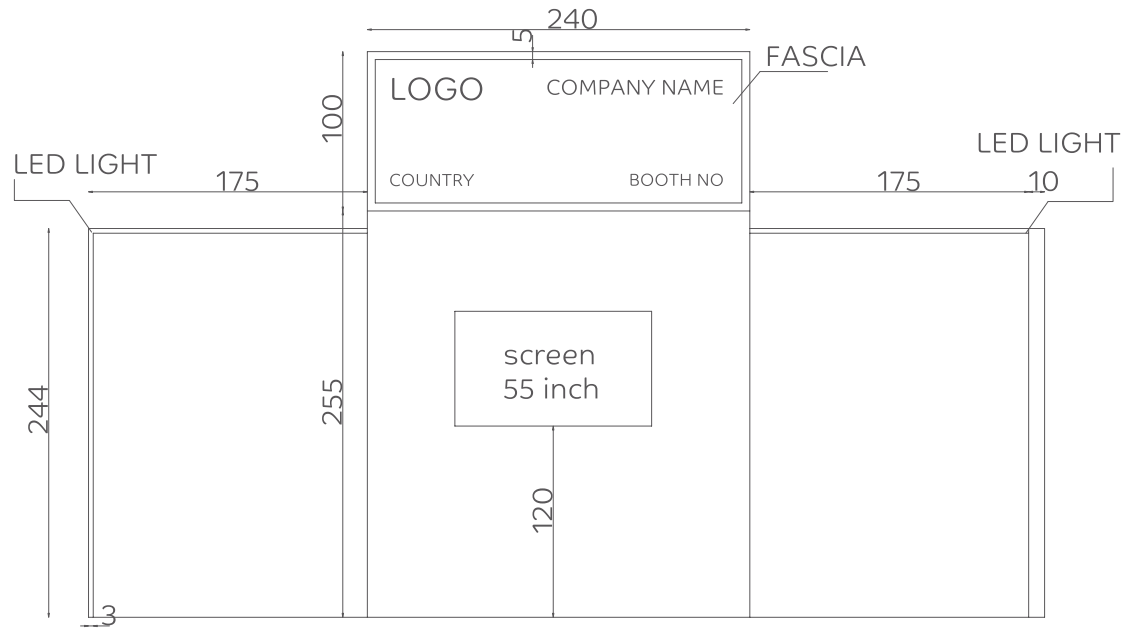 240
5
FASCIA
LOGO
COMPANY NAME
100
LED LIGHT
LED LIGHT
175
COUNTRY
BOOTH NO
175
10
screen
55 inch
244
255
120
3